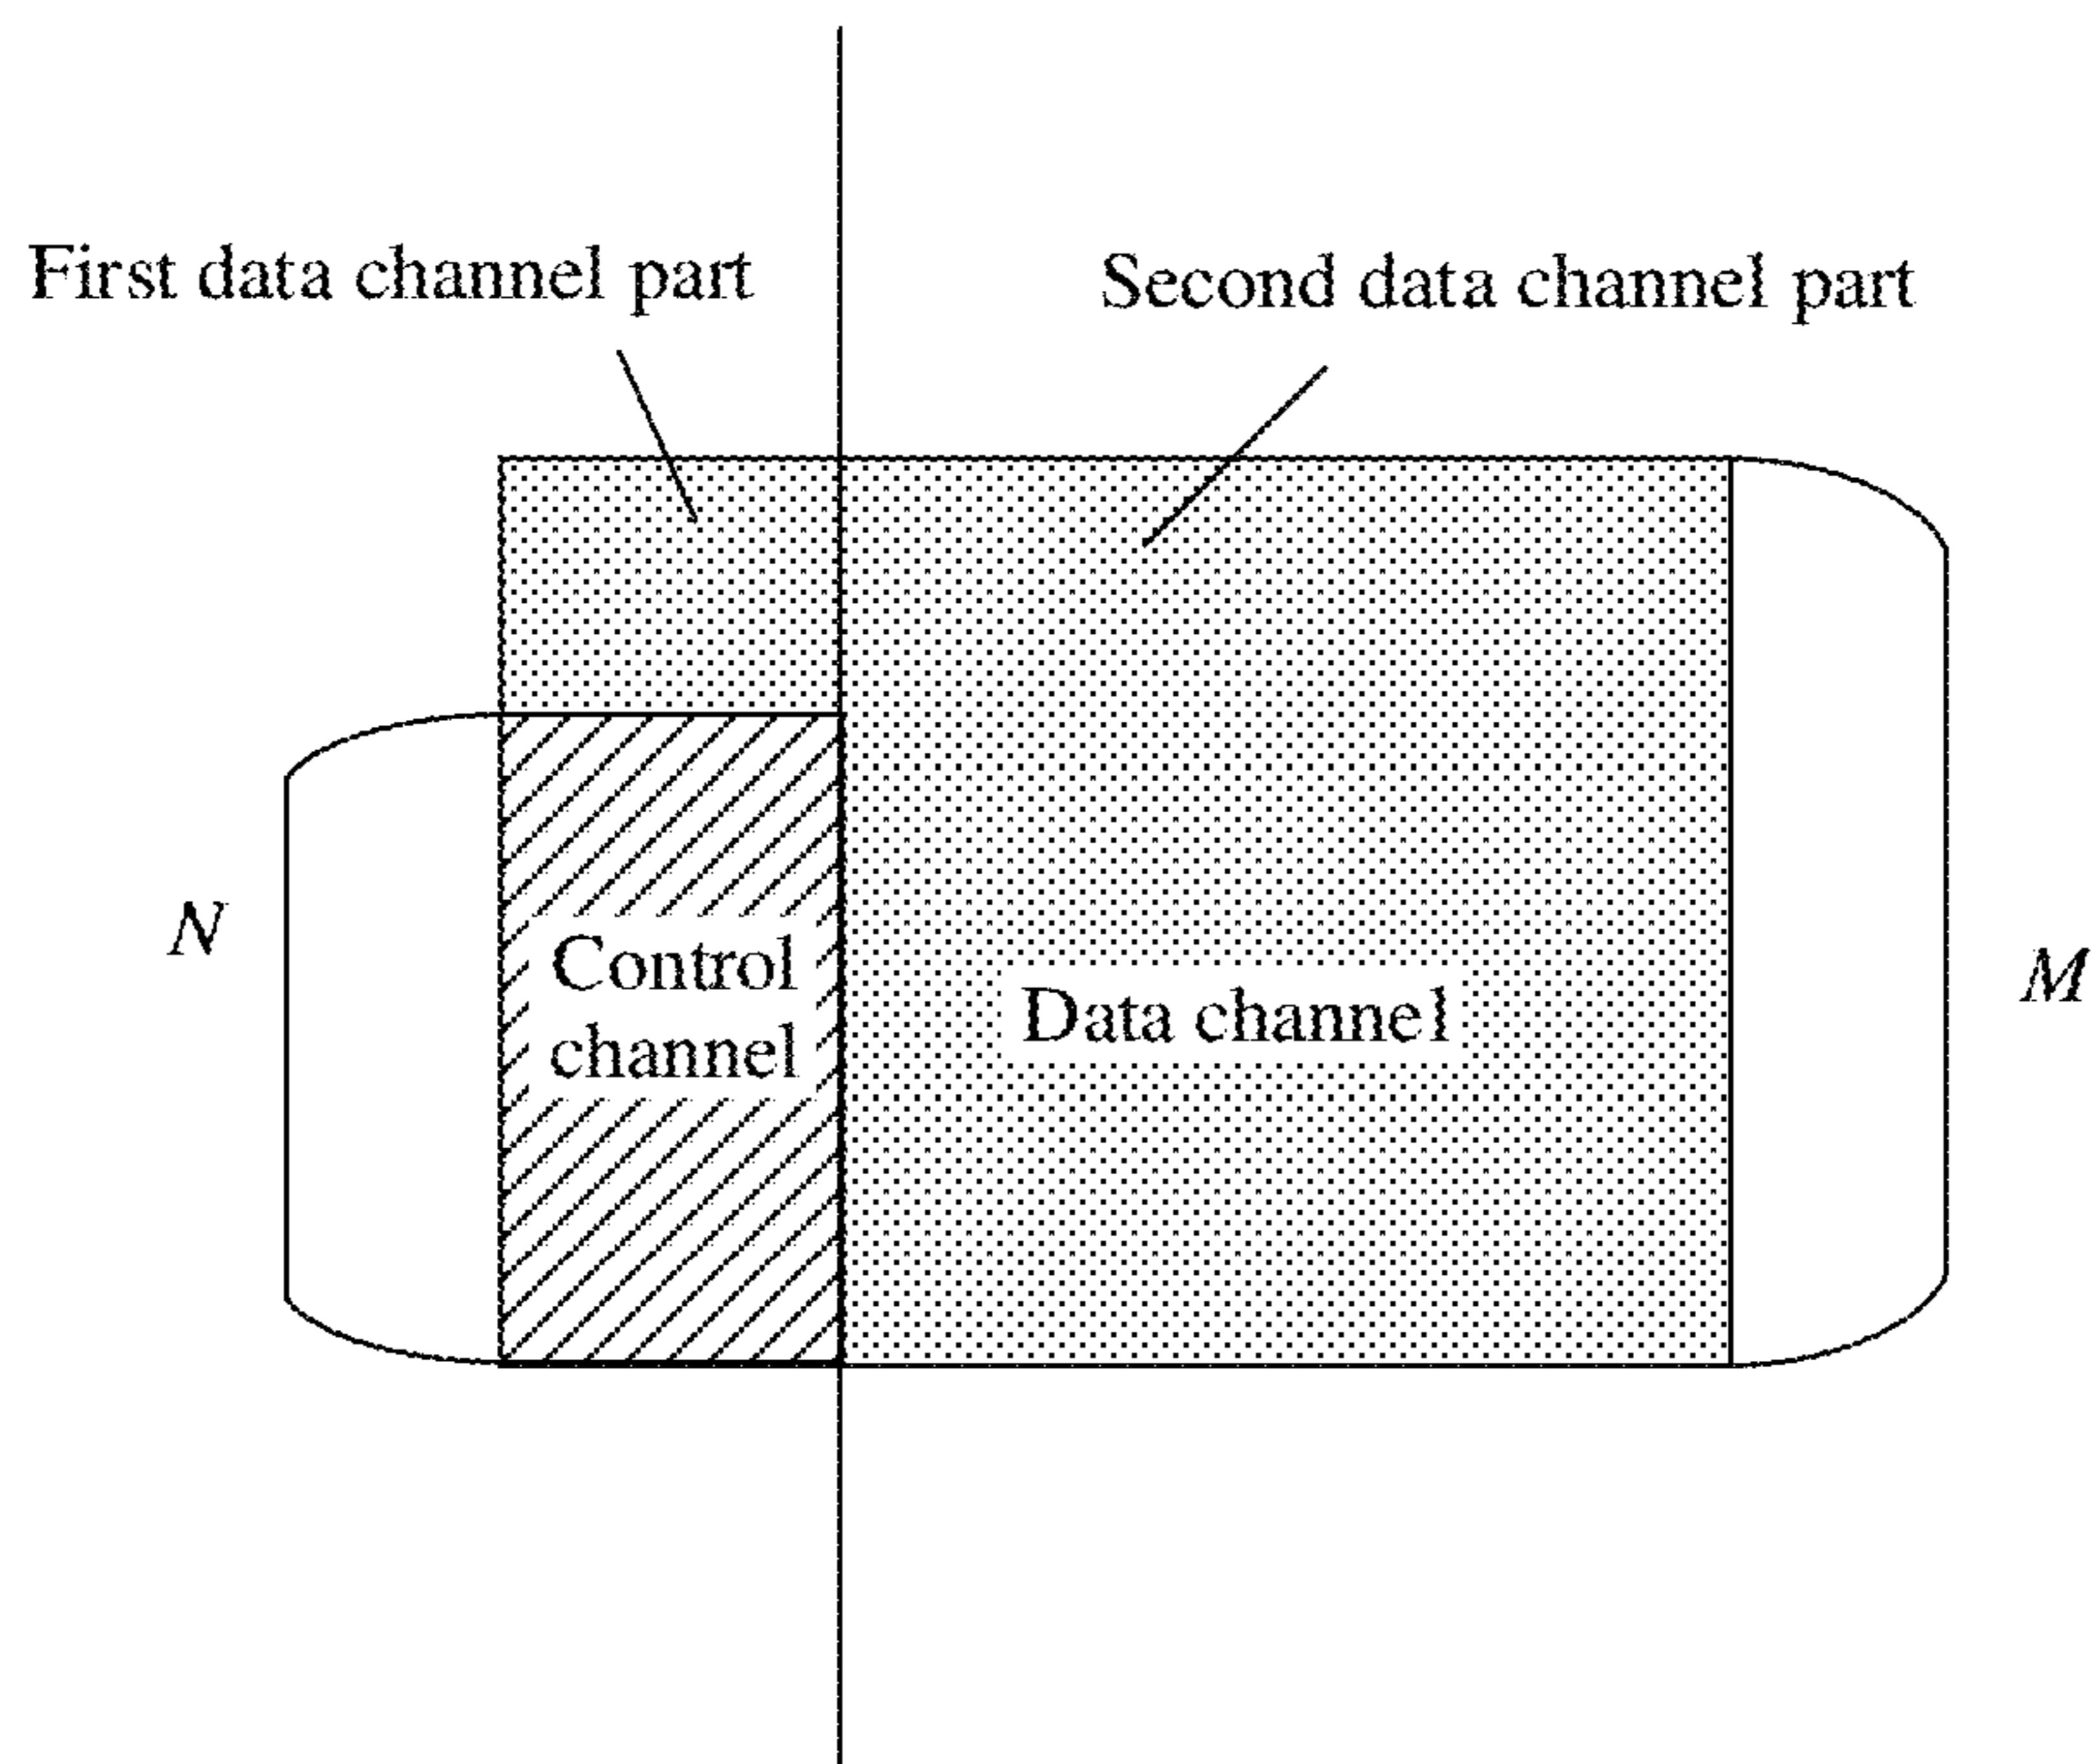 First data channel part
Second data channel part
N
Control
channel
Data channel
M